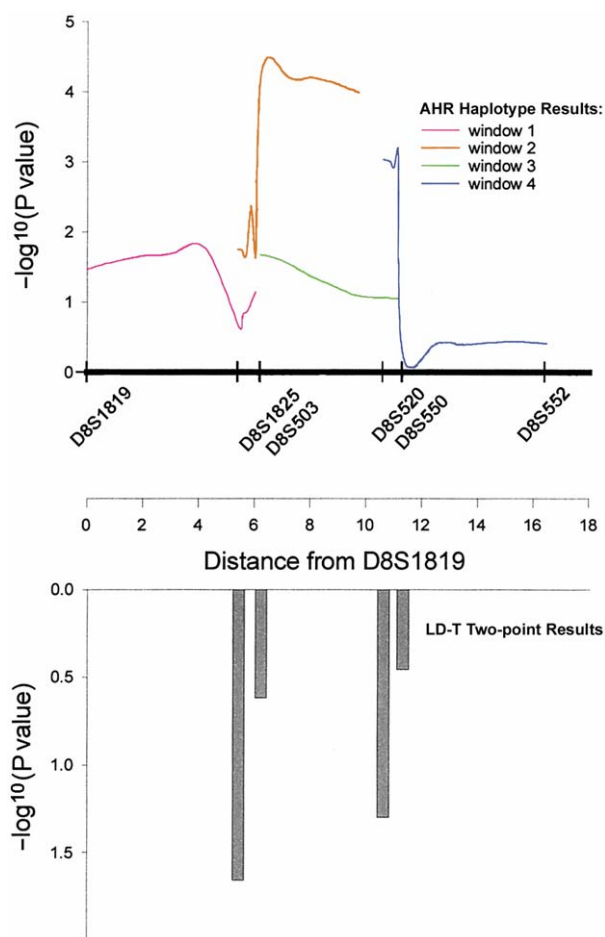 5
4
3
2
1
0
−log¹⁰(P value)
AHR Haplotype Results:
window 1
window 2
window 3
window 4
D8S1819
D8S1825
D8S503
D8S520
D8S550
D8S552
0 2 4 6 8 10 12 14 16 18
Distance from D8S1819
0.0
0.5
1.0
1.5
−log¹⁰(P value)
LD-T Two-point Results